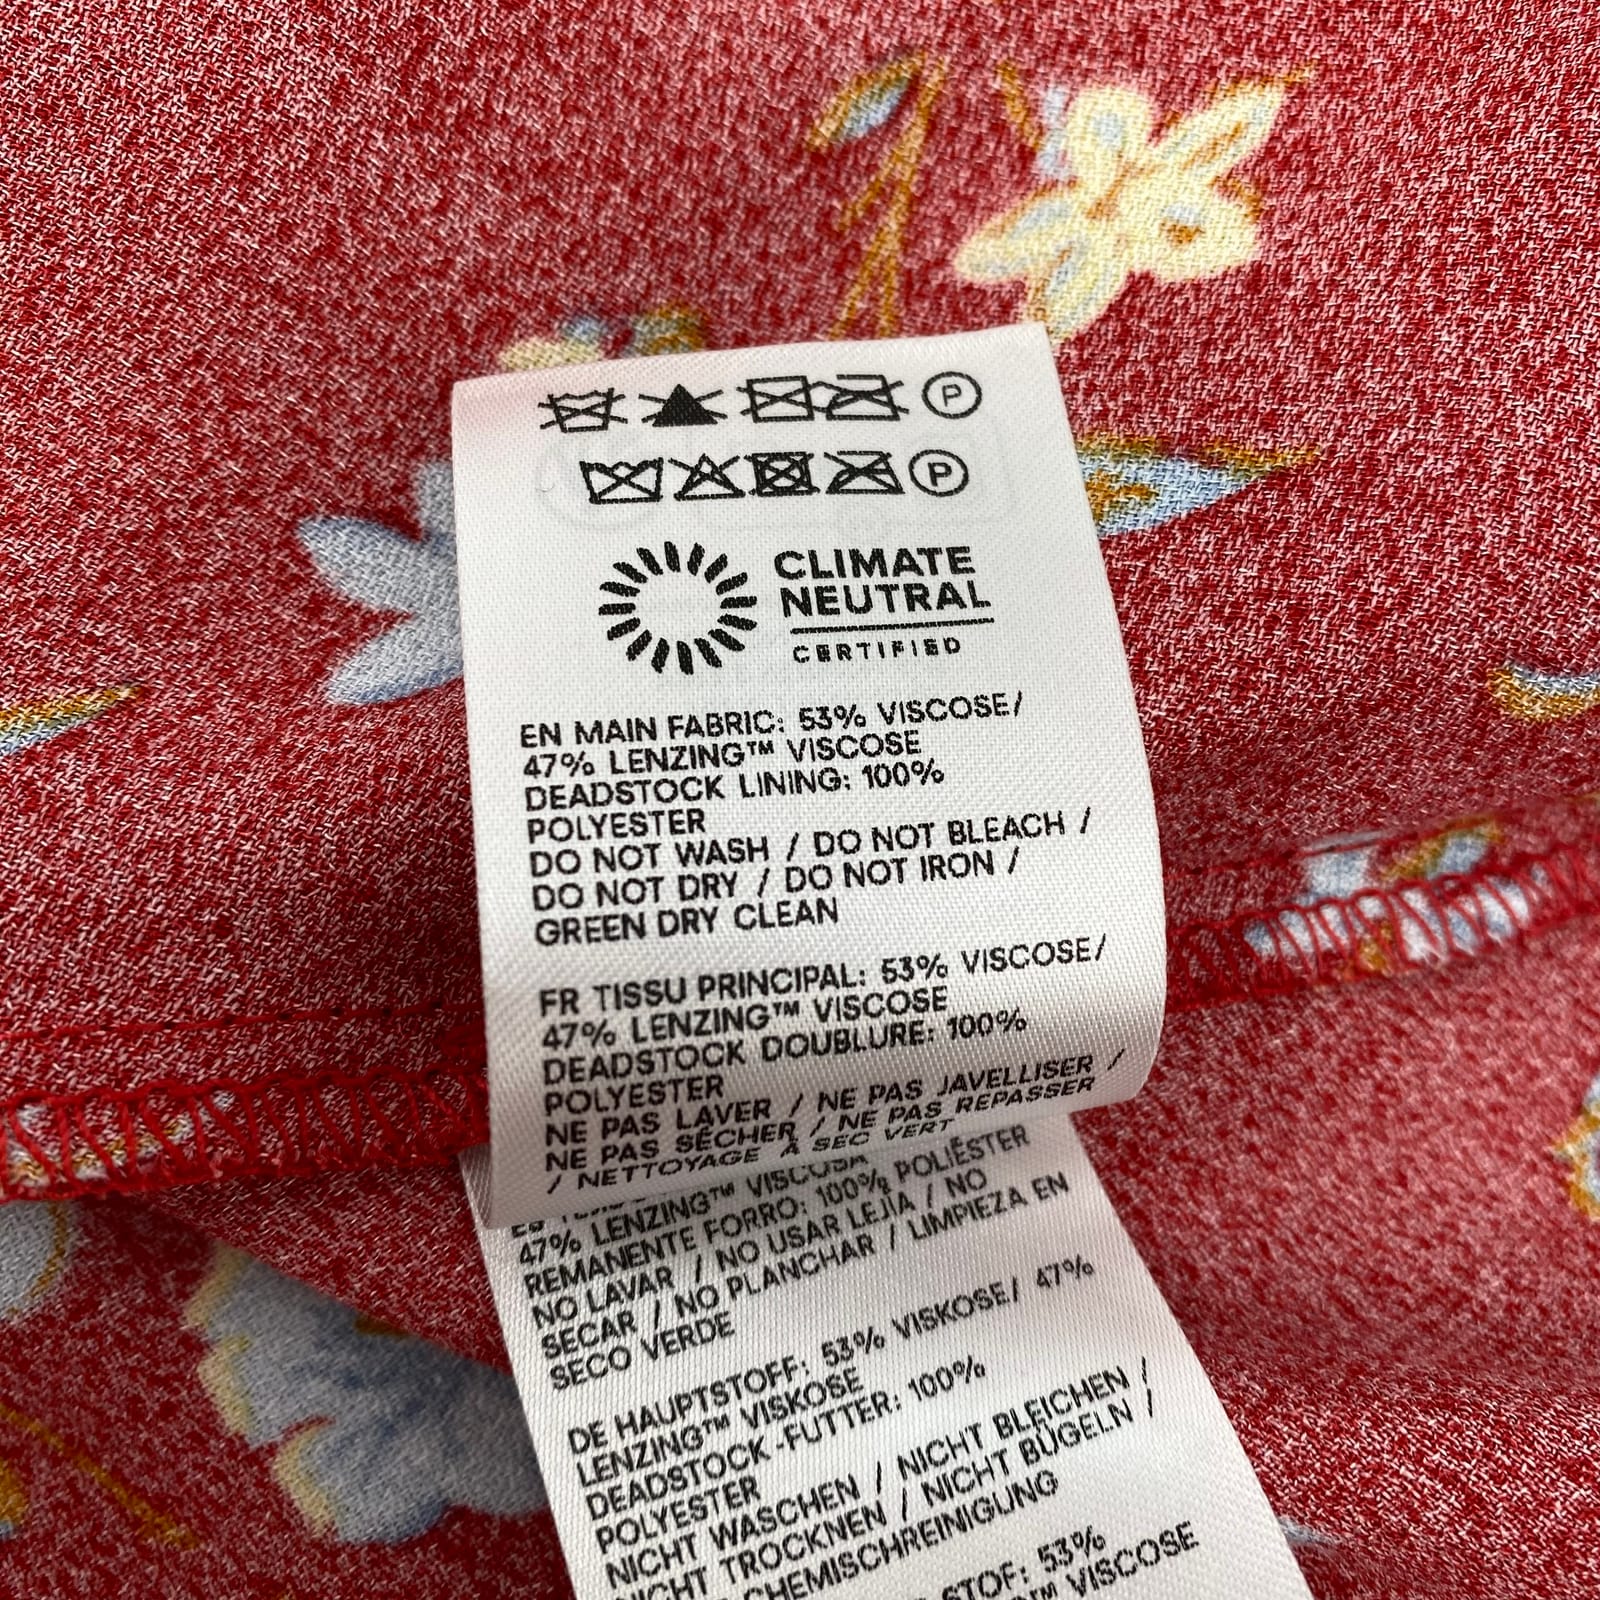 P
P
CLIMATE
NEUTRAL
CERTIFIED
EN MAIN FABRIC: 53% VISCOSE/
47% LENZING™ VISCOSE
DEADSTOCK LINING: 100%
POLYESTER
DO NOT WASH / DO NOT BLEACH /
DO NOT DRY / DO NOT IRON /
GREEN DRY CLEAN
FR TISSU PRINCIPAL: 53% VISCOSE/
47% LENZING™ VISCOSE
DEADSTOCK DOUBLURE: 100%
POLYESTER
NE PAS LAVER / NE PAS JAVELLISER /
NE PAS SÉCHER / NE PAS REPASSER
/ NETTOYAGE À SEC VERT
47% LENZING™ VISCOSA
REMANENTE FORRO: 100% POLIÉSTER
NO LAVAR / NO USAR LEJÍA / NO
SECAR / NO PLANCHAR / LIMPIEZA EN
SECO VERDE
DE HAUPTSTOFF: 53% VISKOSE/ 47%
LENZING™ VISKOSE
DEADSTOCK-FUTTER: 100%
POLYESTER
NICHT WASCHEN / NICHT BLEICHEN /
NICHT TROCKNEN / NICHT BÜGELN /
CHEMISCHREINIGUNG
53%
VISCOSE